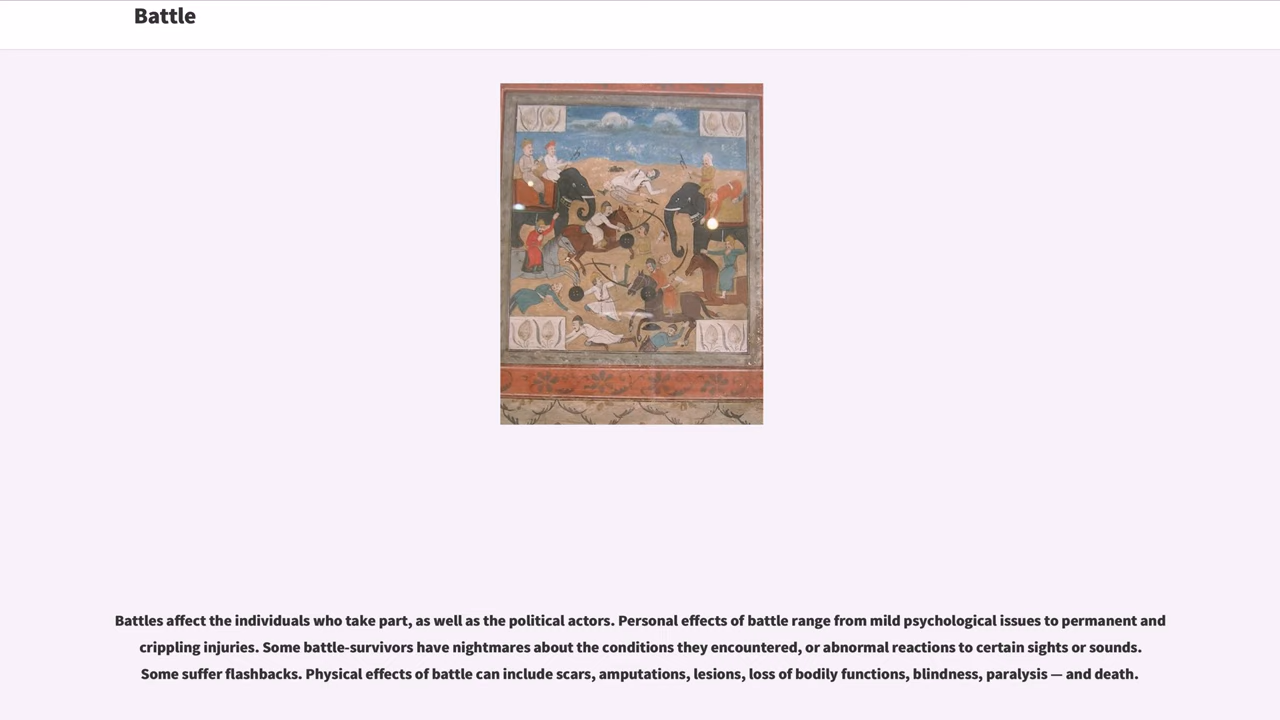 Battle
Battles affect the individuals who take part, as well as the political actors. Personal effects of battle range from mild psychological issues to permanent and
crippling injuries. Some battle-survivors have nightmares about the conditions they encountered, or abnormal reactions to certain sights or sounds.
Some suffer flashbacks. Physical effects of battle can include scars, amputations, lesions, loss of bodily functions, blindness, paralysis — and death.